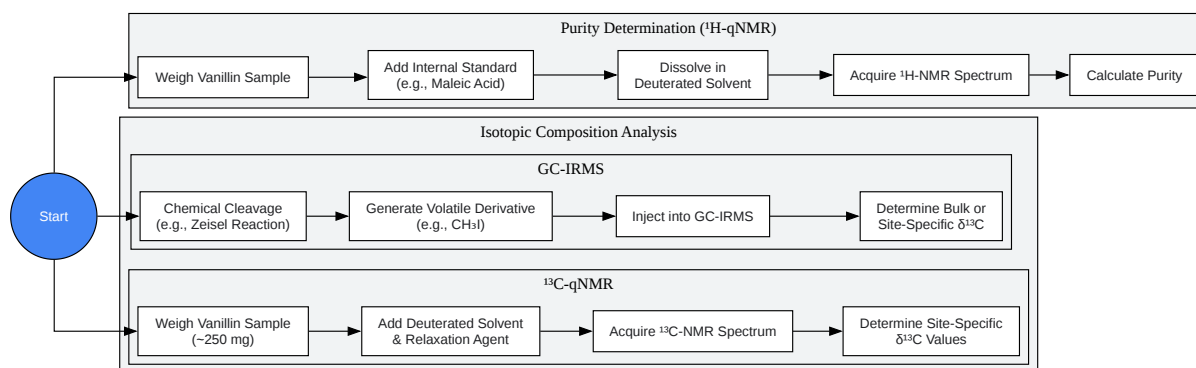 Purity Determination (¹H-qNMR)
Weigh Vanillin Sample
Add Internal Standard
(e.g., Maleic Acid)
Dissolve in
Deuterated Solvent
Acquire ¹H-NMR Spectrum
Calculate Purity
Isotopic Composition Analysis
GC-IRMS
Start
Chemical Cleavage
(e.g., Zeisel Reaction)
Generate Volatile Derivative
(e.g., CH₃I)
Inject into GC-IRMS
Determine Bulk or
Site-Specific δ¹³C
¹³C-qNMR
Weigh Vanillin Sample
(~250 mg)
Add Deuterated Solvent
& Relaxation Agent
Acquire ¹³C-NMR Spectrum
Determine Site-Specific
δ¹³C Values